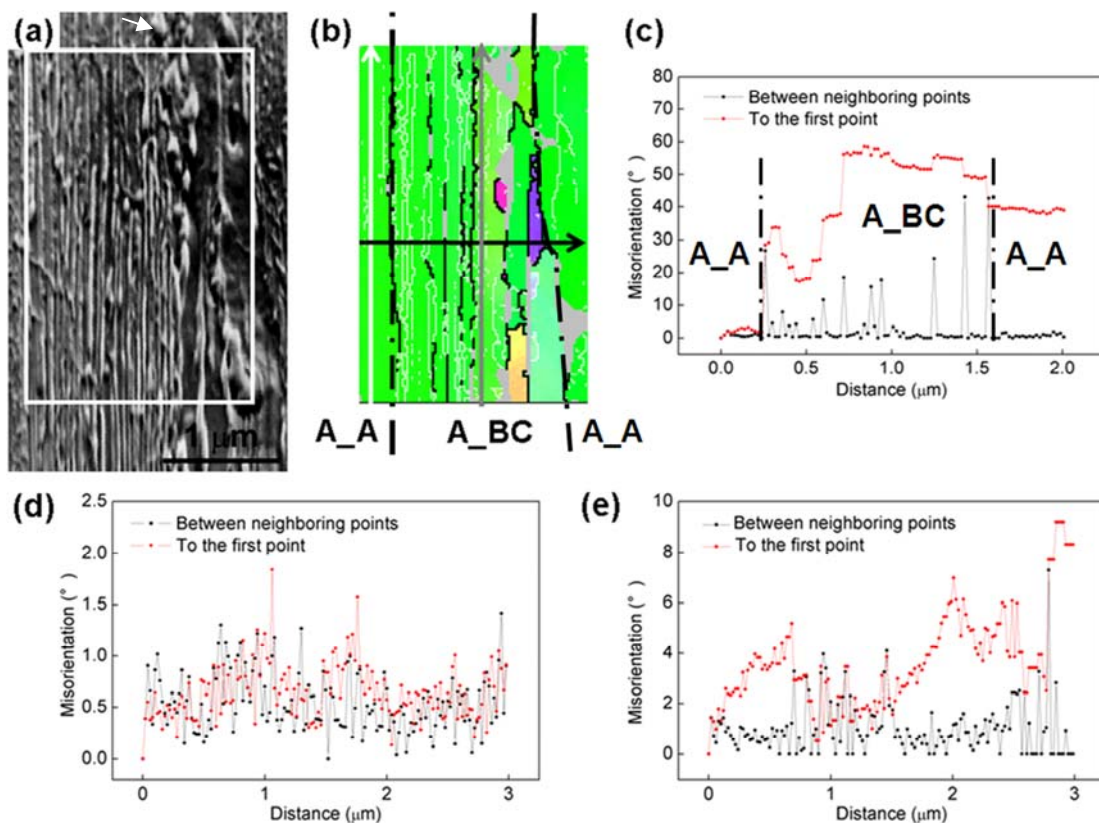 (a)
1 μm
(b)
A_A
A_BC
A_A
(c)
80
70
60
50
40
30
20
10
0
Misorientation (°)
Between neighboring points
To the first point
A_A
A_BC
A_A
0.0
0.5
1.0
1.5
2.0
Distance (μm)
(d)
2.5
2.0
1.5
1.0
0.5
0.0
Misorientation (°)
Between neighboring points
To the first point
0
1
2
3
Distance (μm)
(e)
10
8
6
4
2
0
Misorientation (°)
Between neighboring points
To the first point
0
1
2
3
Distance (μm)